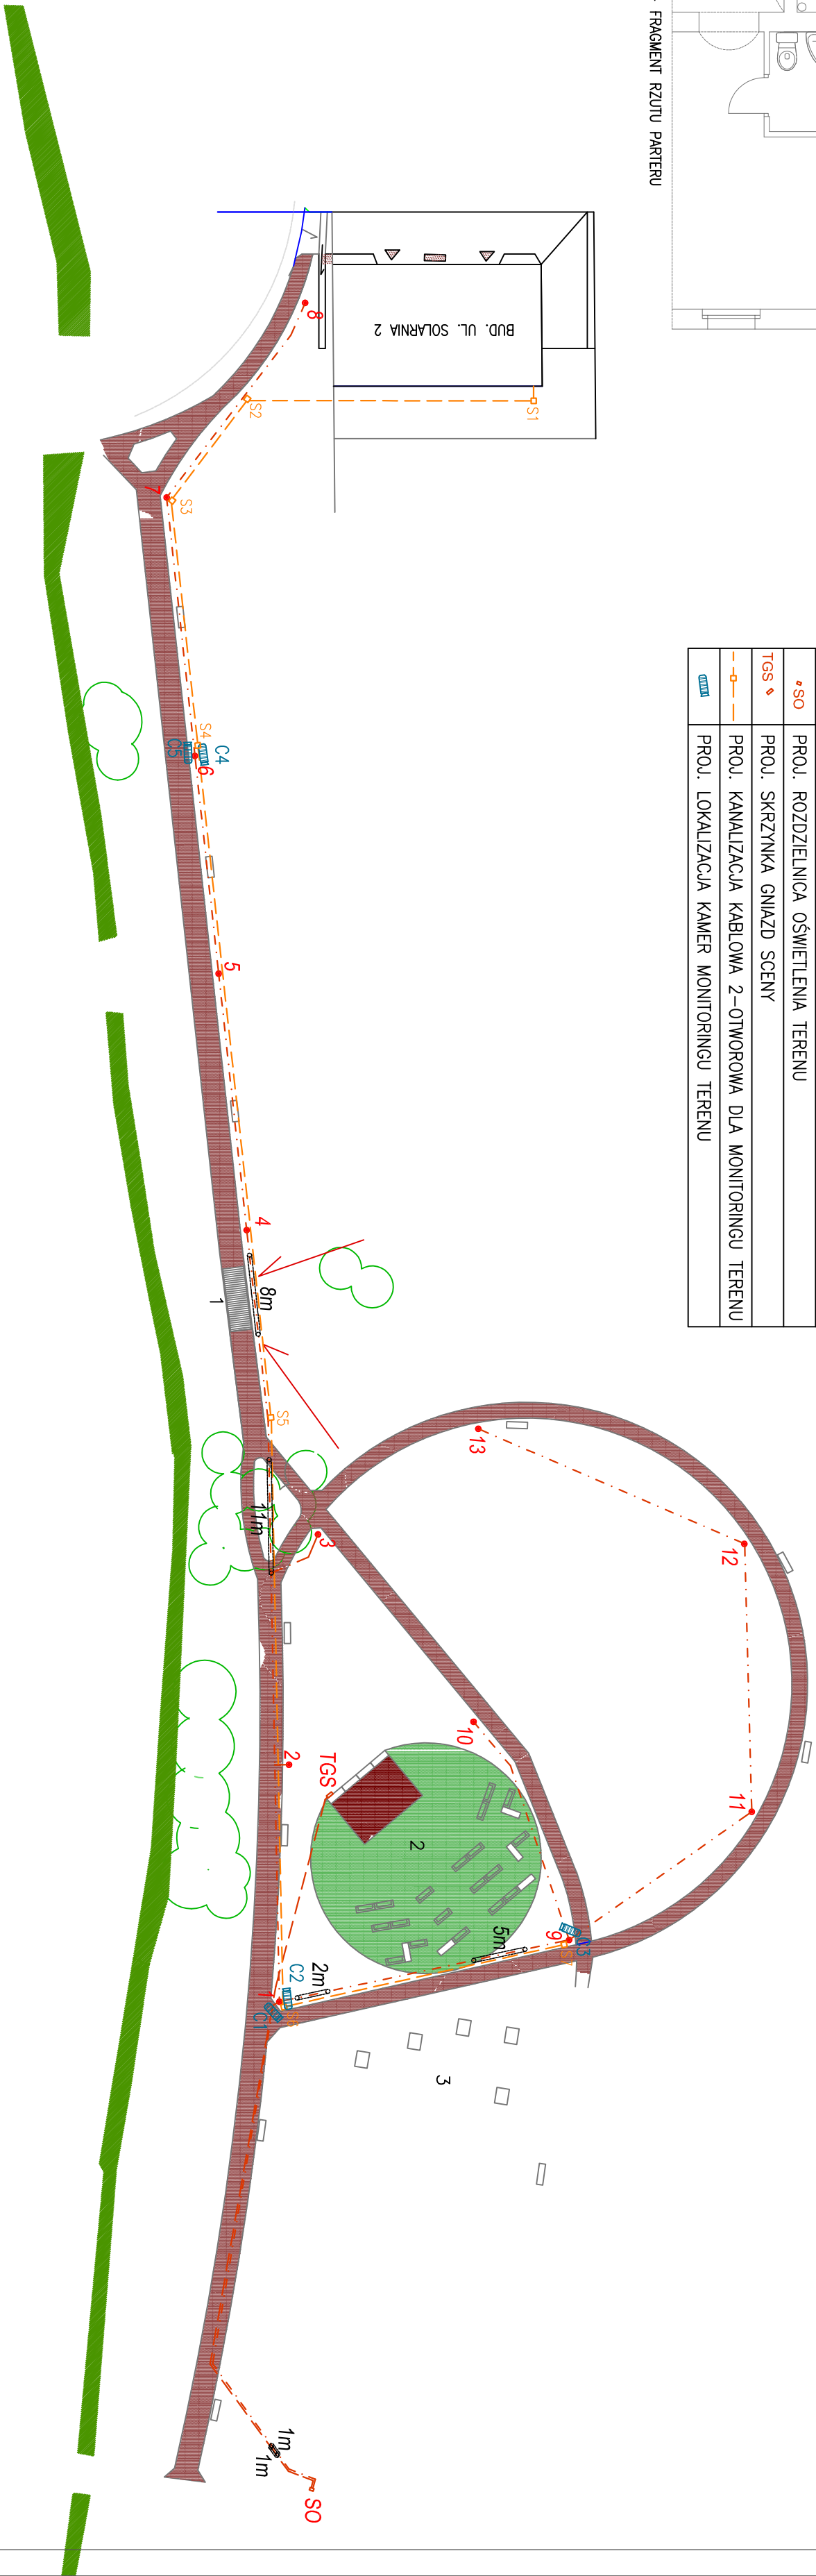 FRAGMENT RZUTU PARTERU
SO PROJ. ROZDZIELNICA OŚWIETLENIA TERENU
TGS PROJ. SKRZYNKA GNIAZD SCENY
PROJ. KANALIZACJA KABLOWA 2-OTWOROWA DLA MONITORINGU TERENU
PROJ. LOKALIZACJA KAMER MONITORINGU TERENU
BUD. UL. SOLARNIA 2
8
S1
S2
7
S3
S4
C4
C5
6
5
4
8m
1
S5
11m
3
13
12
11
10
2
TGS
2
9
C3
5m
2m
C2
1
C1
3
1m
1m
SO